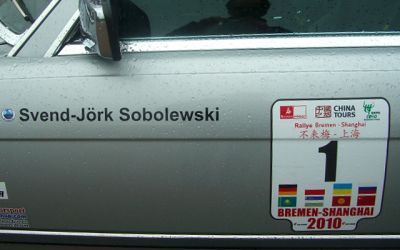 Svend-Jörk Sobolewski
CHINA
TOURS
Rallye Bremen - Shanghai
不来梅 - 上海
1
BREMEN-SHANGHAI
2010